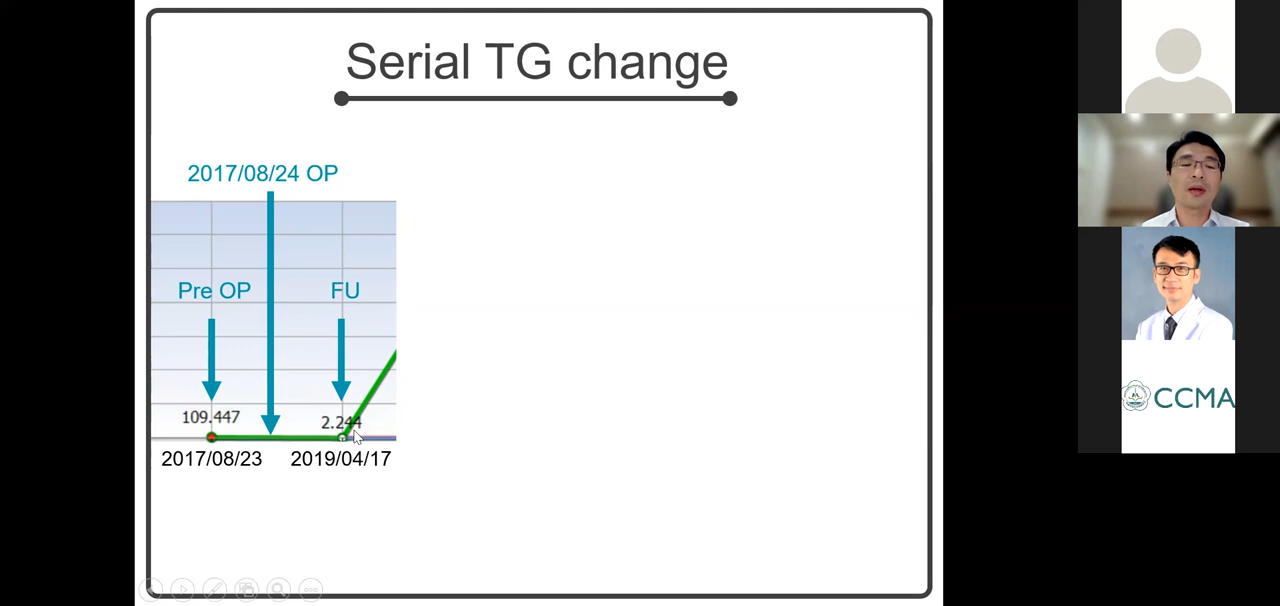 Serial TG change
2017/08/24 OP
Pre OP
FU
109.447
2.244
2017/08/23
2019/04/17
CCMA